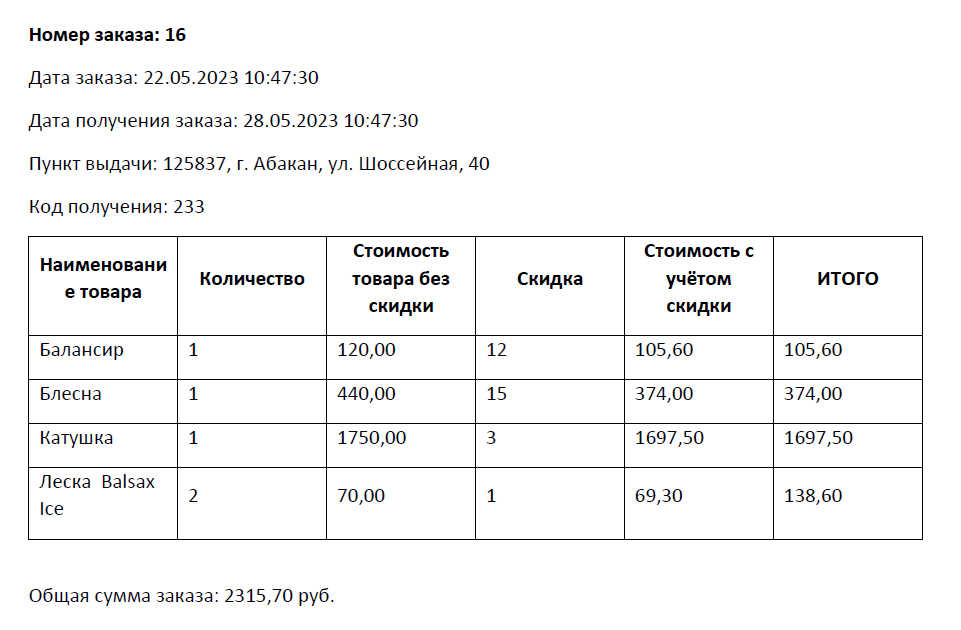 Номер заказа: 16
Дата заказа: 22.05.2023 10:47:30
Дата получения заказа: 28.05.2023 10:47:30
Пункт выдачи: 125837, г. Абакан, ул. Шоссейная, 40
Код получения: 233
Наименовани
е товара
Количество
Стоимость
товара без
скидки
Скидка
Стоимость с
учётом
скидки
ИТОГО
Балансир 1 120,00 12 105,60 105,60
Блесна 1 440,00 15 374,00 374,00
Катушка 1 1750,00 3 1697,50 1697,50
Леска Balsax
Ice
2 70,00 1 69,30 138,60
Общая сумма заказа: 2315,70 руб.